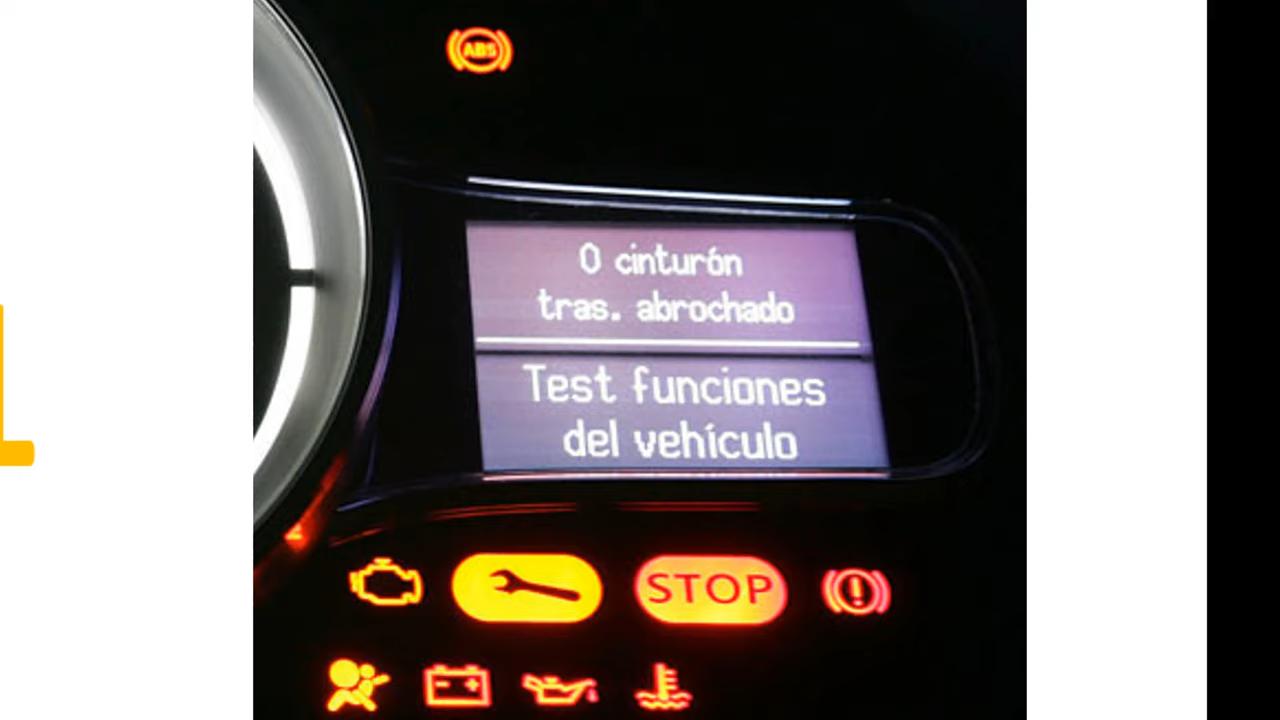 ABS
0 cinturón
tras. abrochado
Test funciones
del vehículo
STOP